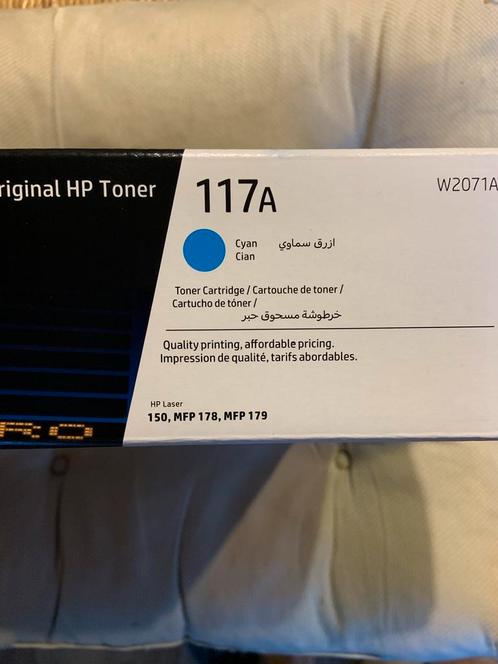 riginal HP Toner
117A
W2071A
Cyan ازرق سماوي
Cian
Toner Cartridge / Cartouche de toner /
Cartucho de tóner /
خرطوشة مسحوق حبر
Quality printing, affordable pricing.
Impression de qualité, tarifs abordables.
HP Laser
150, MFP 178, MFP 179
RO